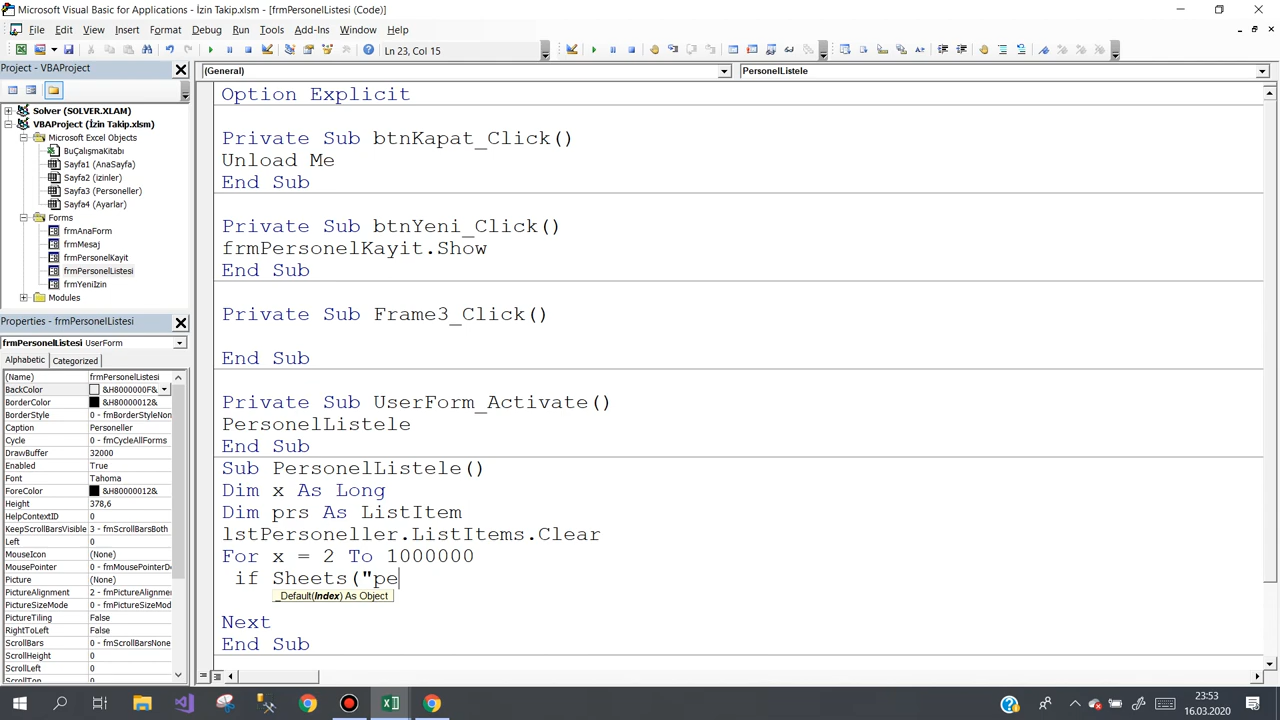 Microsoft Visual Basic for Applications - İzin Takip.xlsm - [frmPersonelListesi (Code)]
File Edit View Insert Format Debug Run Tools Add-Ins Window Help
Ln 23, Col 15
Project - VBAProject
Solver (SOLVER.XLAM)
VBAProject (İzin Takip.xlsm)
Microsoft Excel Objects
BuÇalışmaKitabı
Sayfa1 (AnaSayfa)
Sayfa2 (izinler)
Sayfa3 (Personeller)
Sayfa4 (Ayarlar)
Forms
frmAnaForm
frmMesaj
frmPersonelKayit
frmPersonelListesi
frmYeniIzin
Modules
Properties - frmPersonelListesi
frmPersonelListesi UserForm
Alphabetic Categorized
(Name) frmPersonelListesi
BackColor &H8000000F&
BorderColor &H80000012&
BorderStyle 0 - fmBorderStyleNon
Caption Personeller
Cycle 0 - fmCycleAllForms
DrawBuffer 32000
Enabled True
Font Tahoma
ForeColor &H80000012&
Height 378,6
HelpContextID 0
KeepScrollBarsVisible 3 - fmScrollBarsBoth
Left 0
MouseIcon (None)
MousePointer 0 - fmMousePointerDe
Picture (None)
PictureAlignment 2 - fmPictureAlignmen
PictureSizeMode 0 - fmPictureSizeMode
PictureTiling False
RightToLeft False
ScrollBars 0 - fmScrollBarsNone
ScrollHeight 0
ScrollLeft 0
ScrollTop 0
(General) PersonelListele
Option Explicit
Private Sub btnKapat_Click()
Unload Me
End Sub
Private Sub btnYeni_Click()
frmPersonelKayit.Show
End Sub
Private Sub Frame3_Click()
End Sub
Private Sub UserForm_Activate()
PersonelListele
End Sub
Sub PersonelListele()
Dim x As Long
Dim prs As ListItem
lstPersoneller.ListItems.Clear
For x = 2 To 1000000
if Sheets("pe
_Default(Index) As Object
Next
End Sub
23:53
16.03.2020